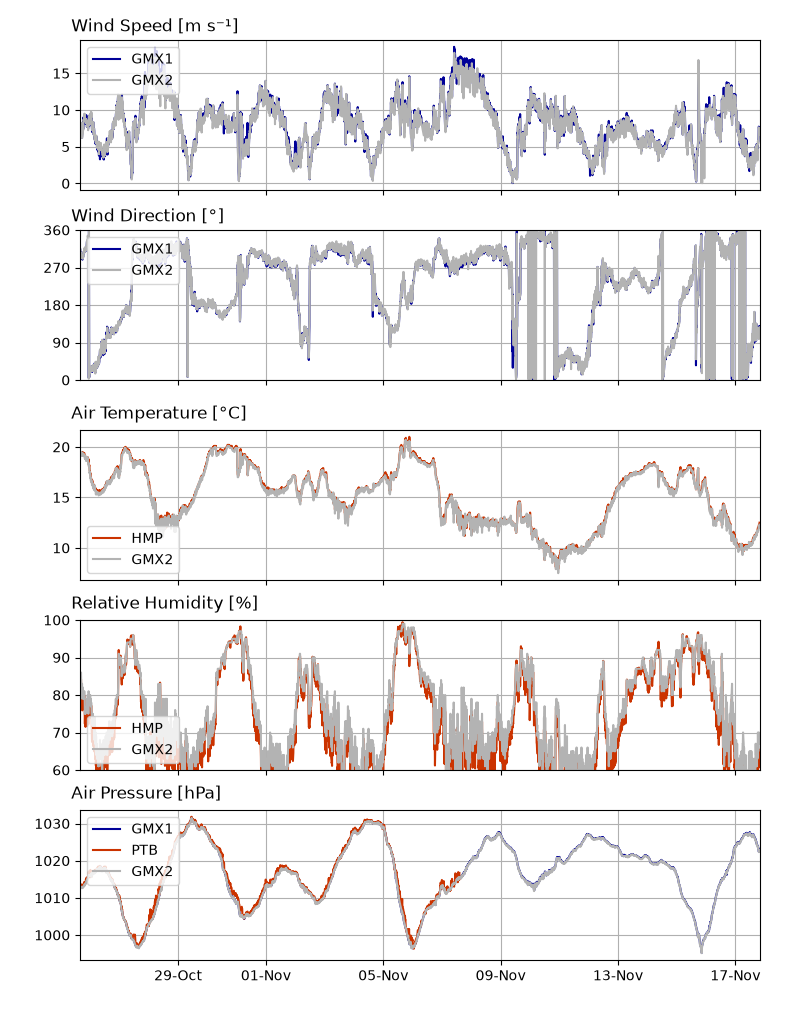 Wind Speed [m s⁻¹]
15
10
5
0
GMX1
GMX2
Wind Direction [°]
360
270
180
90
0
GMX1
GMX2
Air Temperature [°C]
20
15
10
HMP
GMX2
Relative Humidity [%]
100
90
80
70
60
HMP
GMX2
Air Pressure [hPa]
1030
1020
1010
1000
GMX1
PTB
GMX2
29-Oct 01-Nov 05-Nov 09-Nov 13-Nov 17-Nov